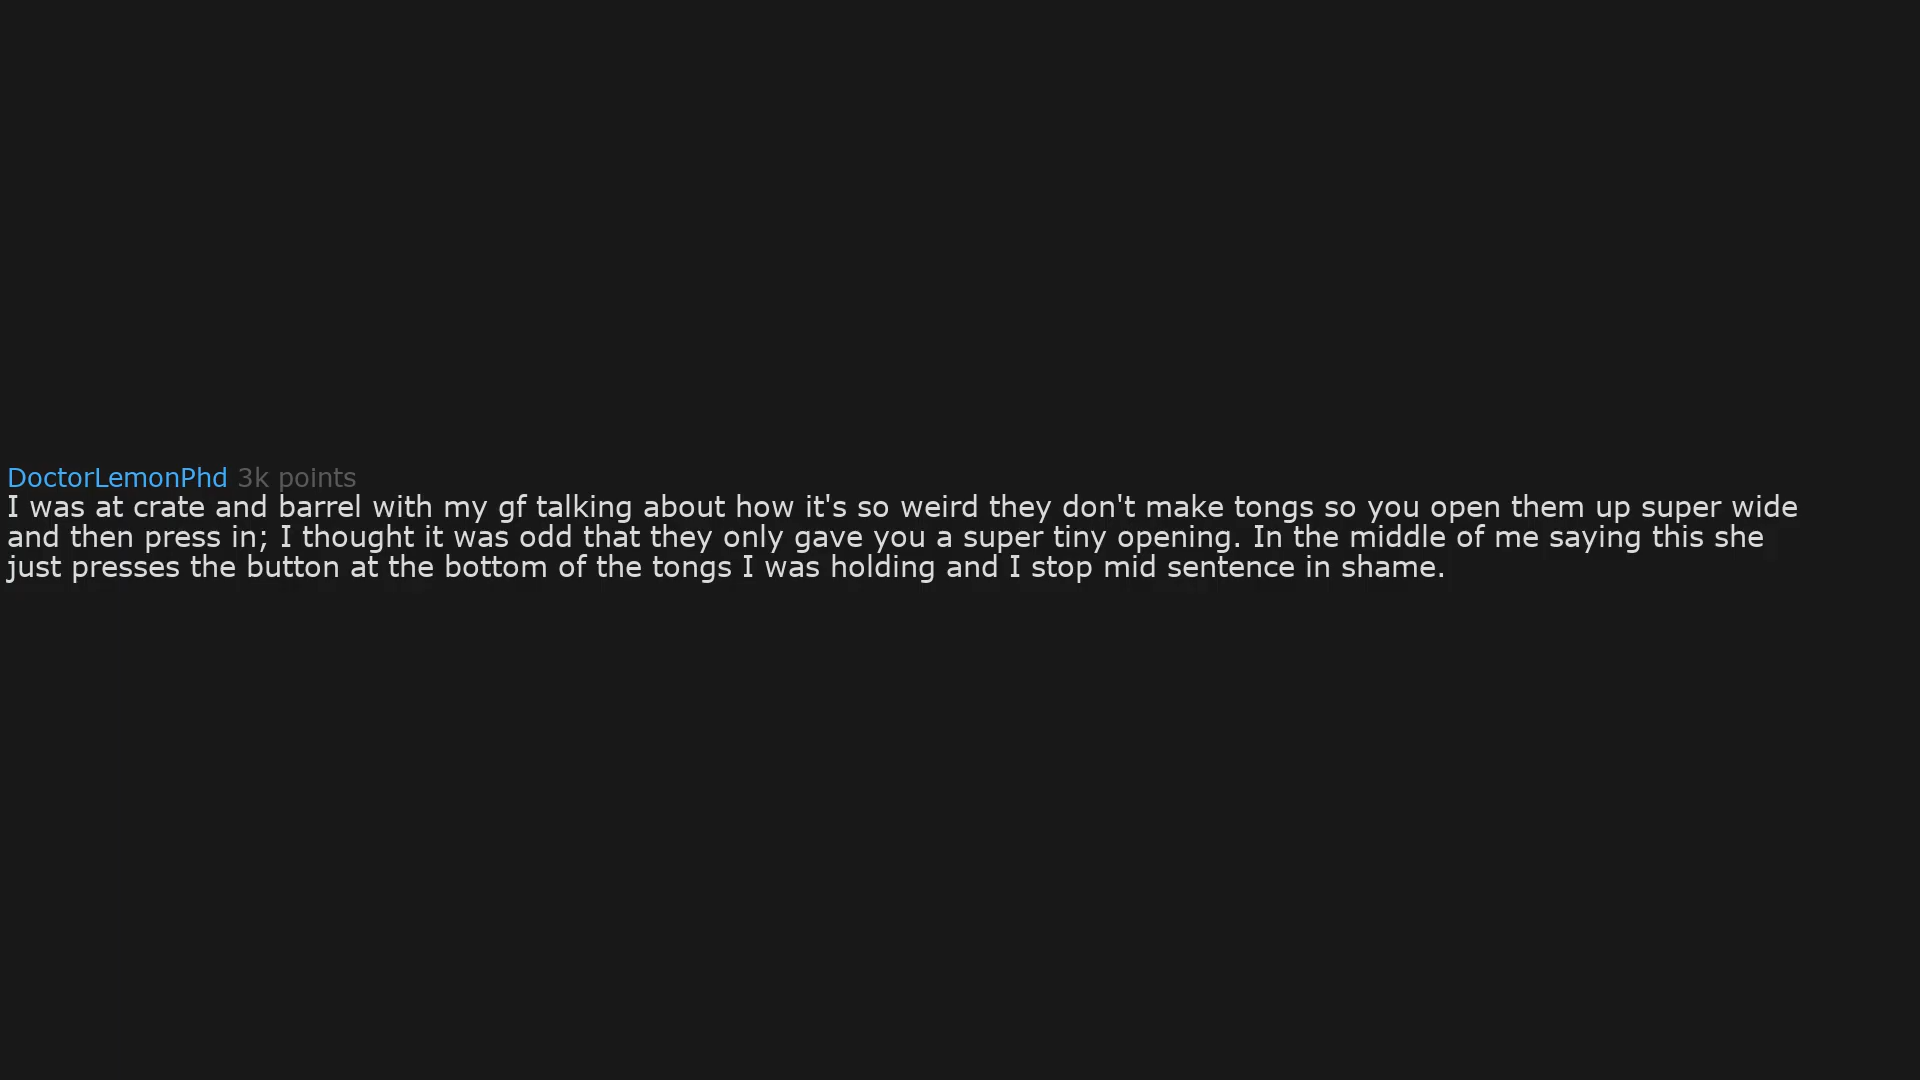 DoctorLemonPhd 3k points
I was at crate and barrel with my gf talking about how it's so weird they don't make tongs so you open them up super wide
and then press in; I thought it was odd that they only gave you a super tiny opening. In the middle of me saying this she
just presses the button at the bottom of the tongs I was holding and I stop mid sentence in shame.